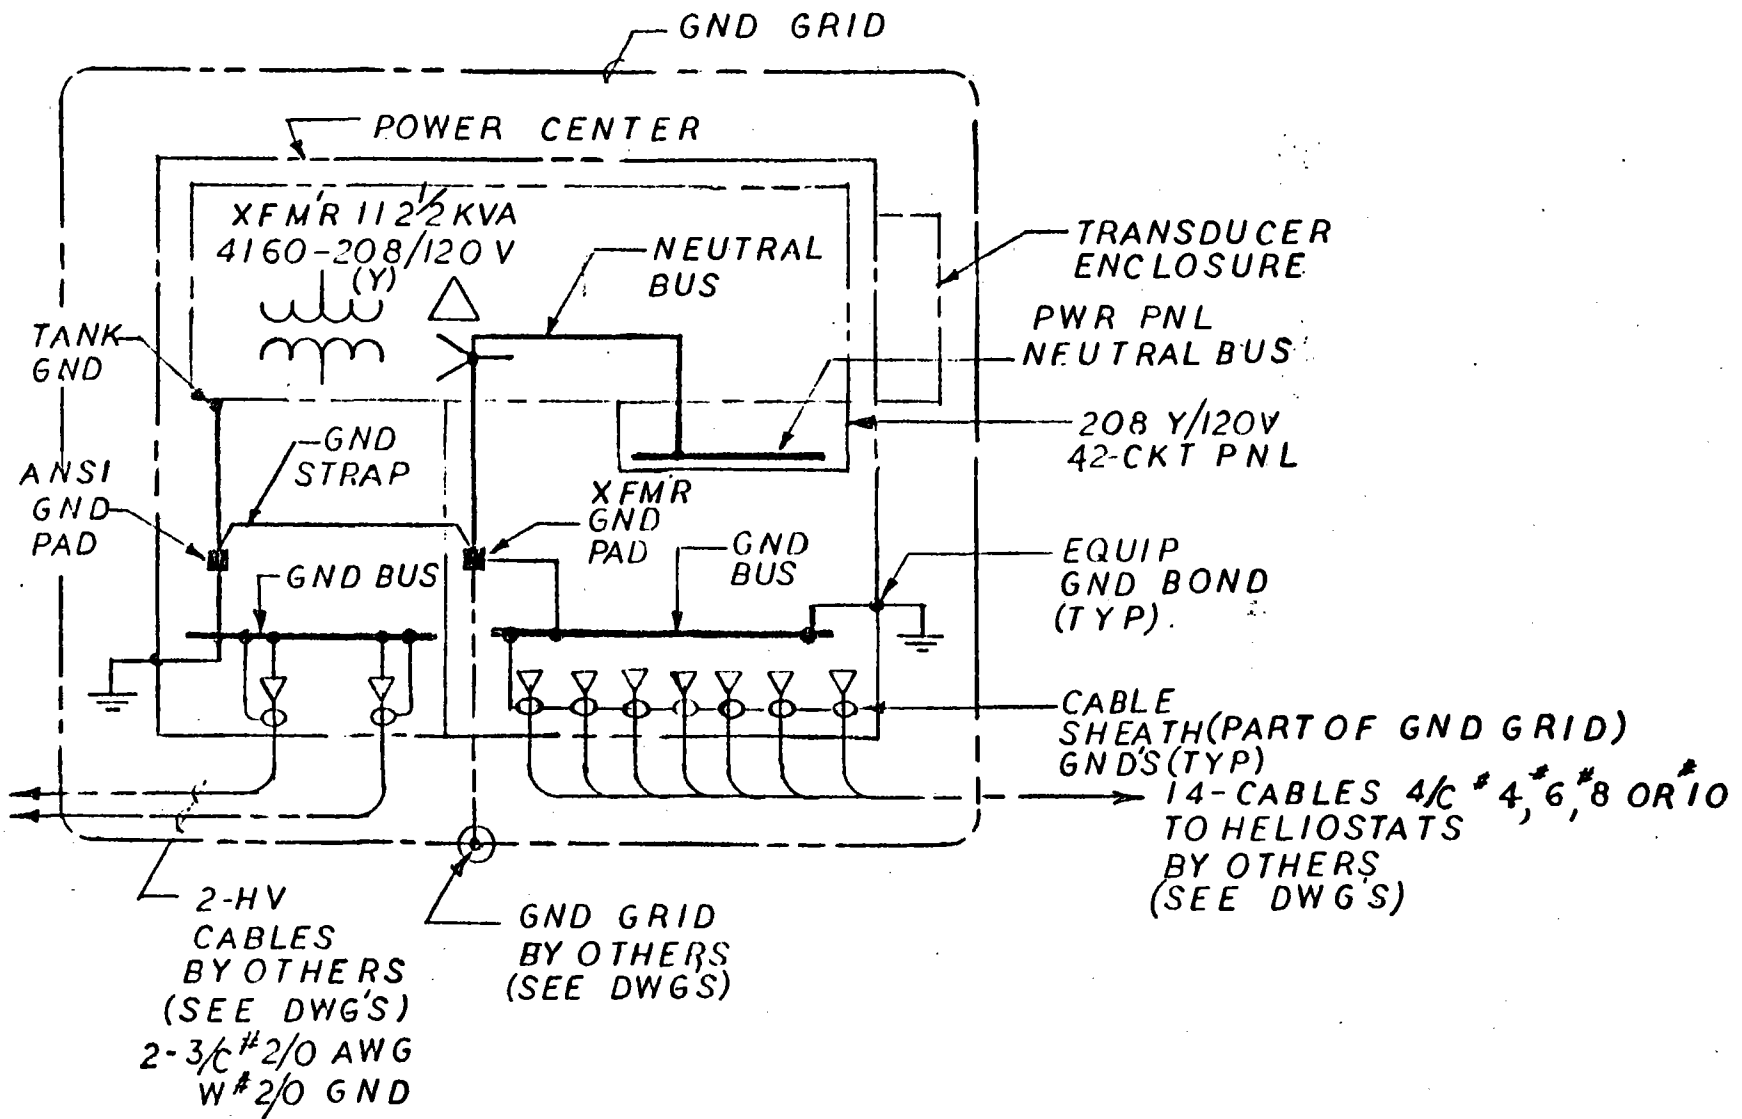 GND GRID
POWER CENTER
XFM'R 112 1/2 KVA
4160-208/120 V
(Y)
NEUTRAL
BUS
TRANSDUCER
ENCLOSURE
PWR PNL
NEUTRAL BUS
TANK
GND
208 Y/120V
42-CKT PNL
GND
STRAP
ANSI
GND
PAD
XFM'R
GND
PAD
GND
BUS
GND BUS
EQUIP
GND BOND
(TYP).
CABLE
SHEATH (PART OF GND GRID)
GND'S (TYP)
14-CABLES 4/C #4, #6, #8 OR #10
TO HELIOSTATS
BY OTHERS
(SEE DWG'S)
2-HV
CABLES
BY OTHERS
(SEE DWG'S)
2-3/C #2/0 AWG
W #2/0 GND
GND GRID
BY OTHERS
(SEE DWG'S)